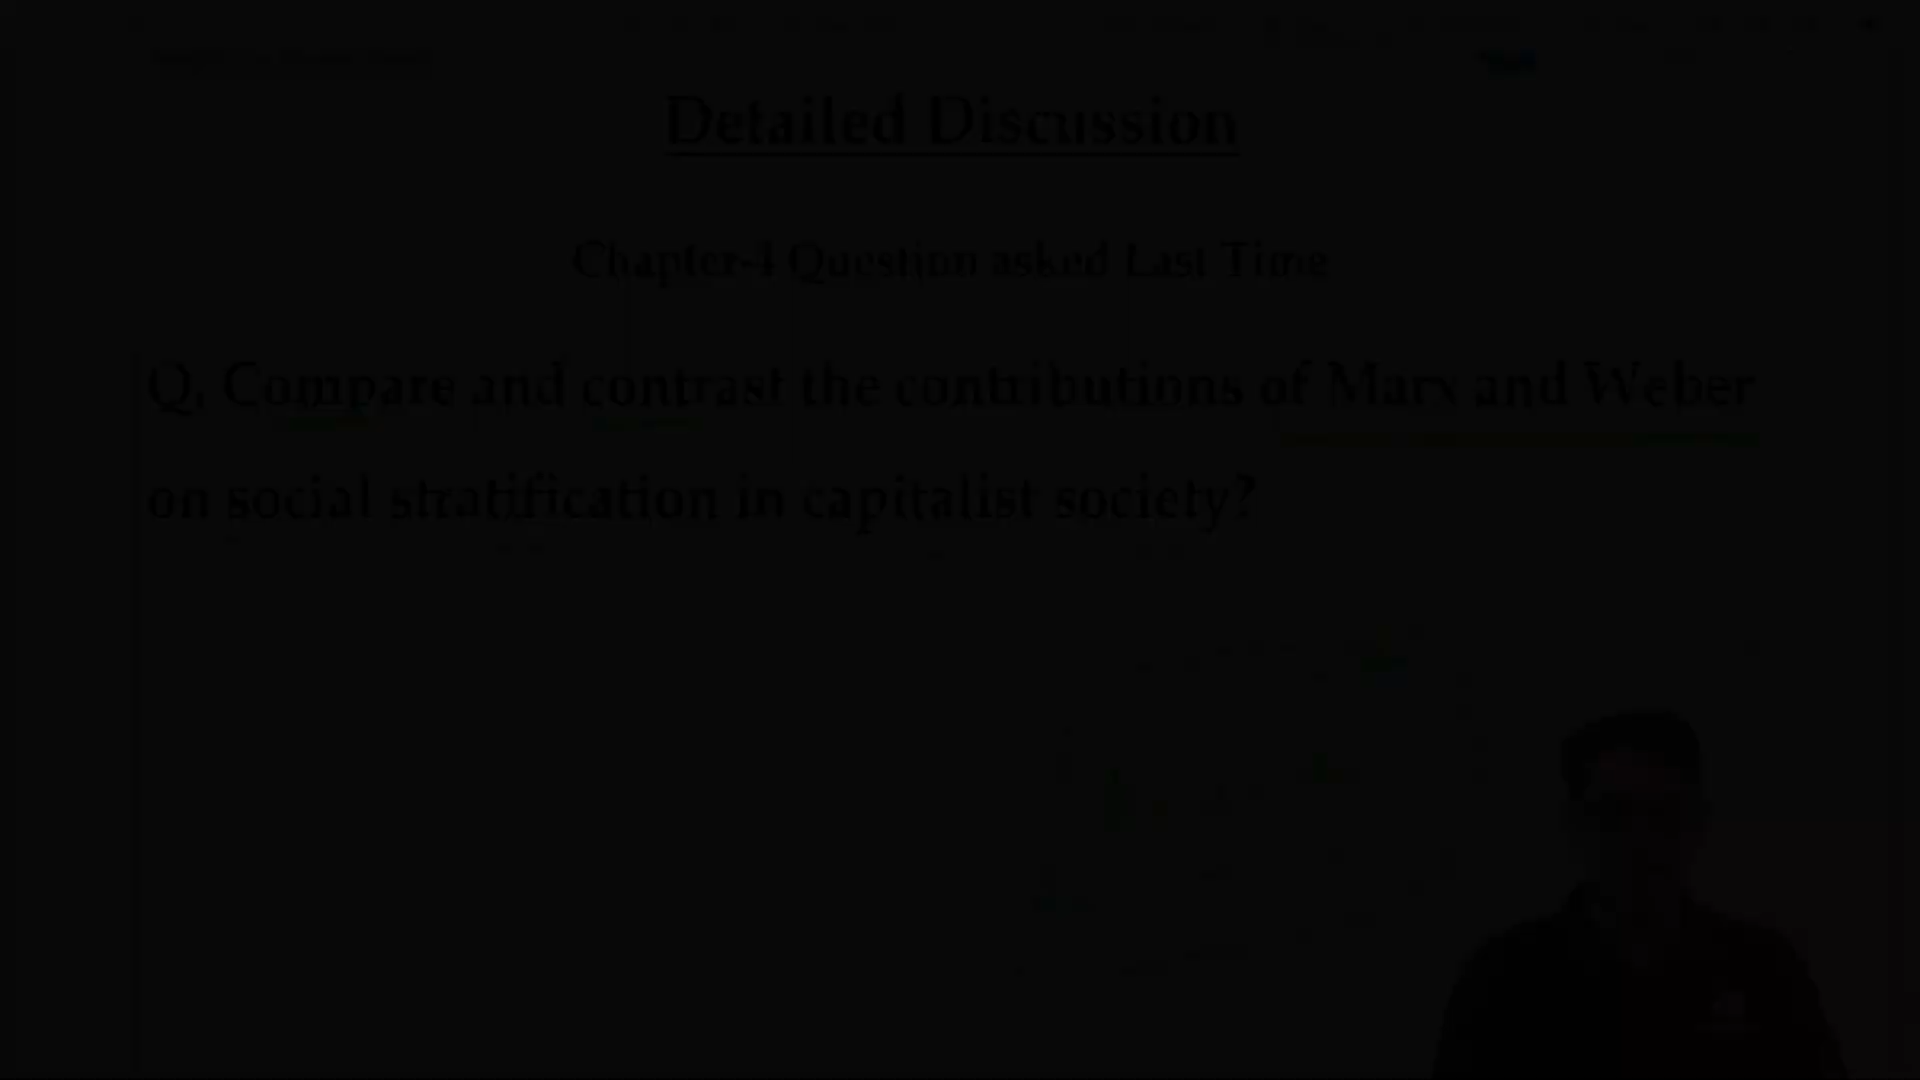 Detailed Discussion
Chapter-4 Question asked Last Time
Q. Compare and contrast the contributions of Marx and Weber
on social stratification in capitalist society?